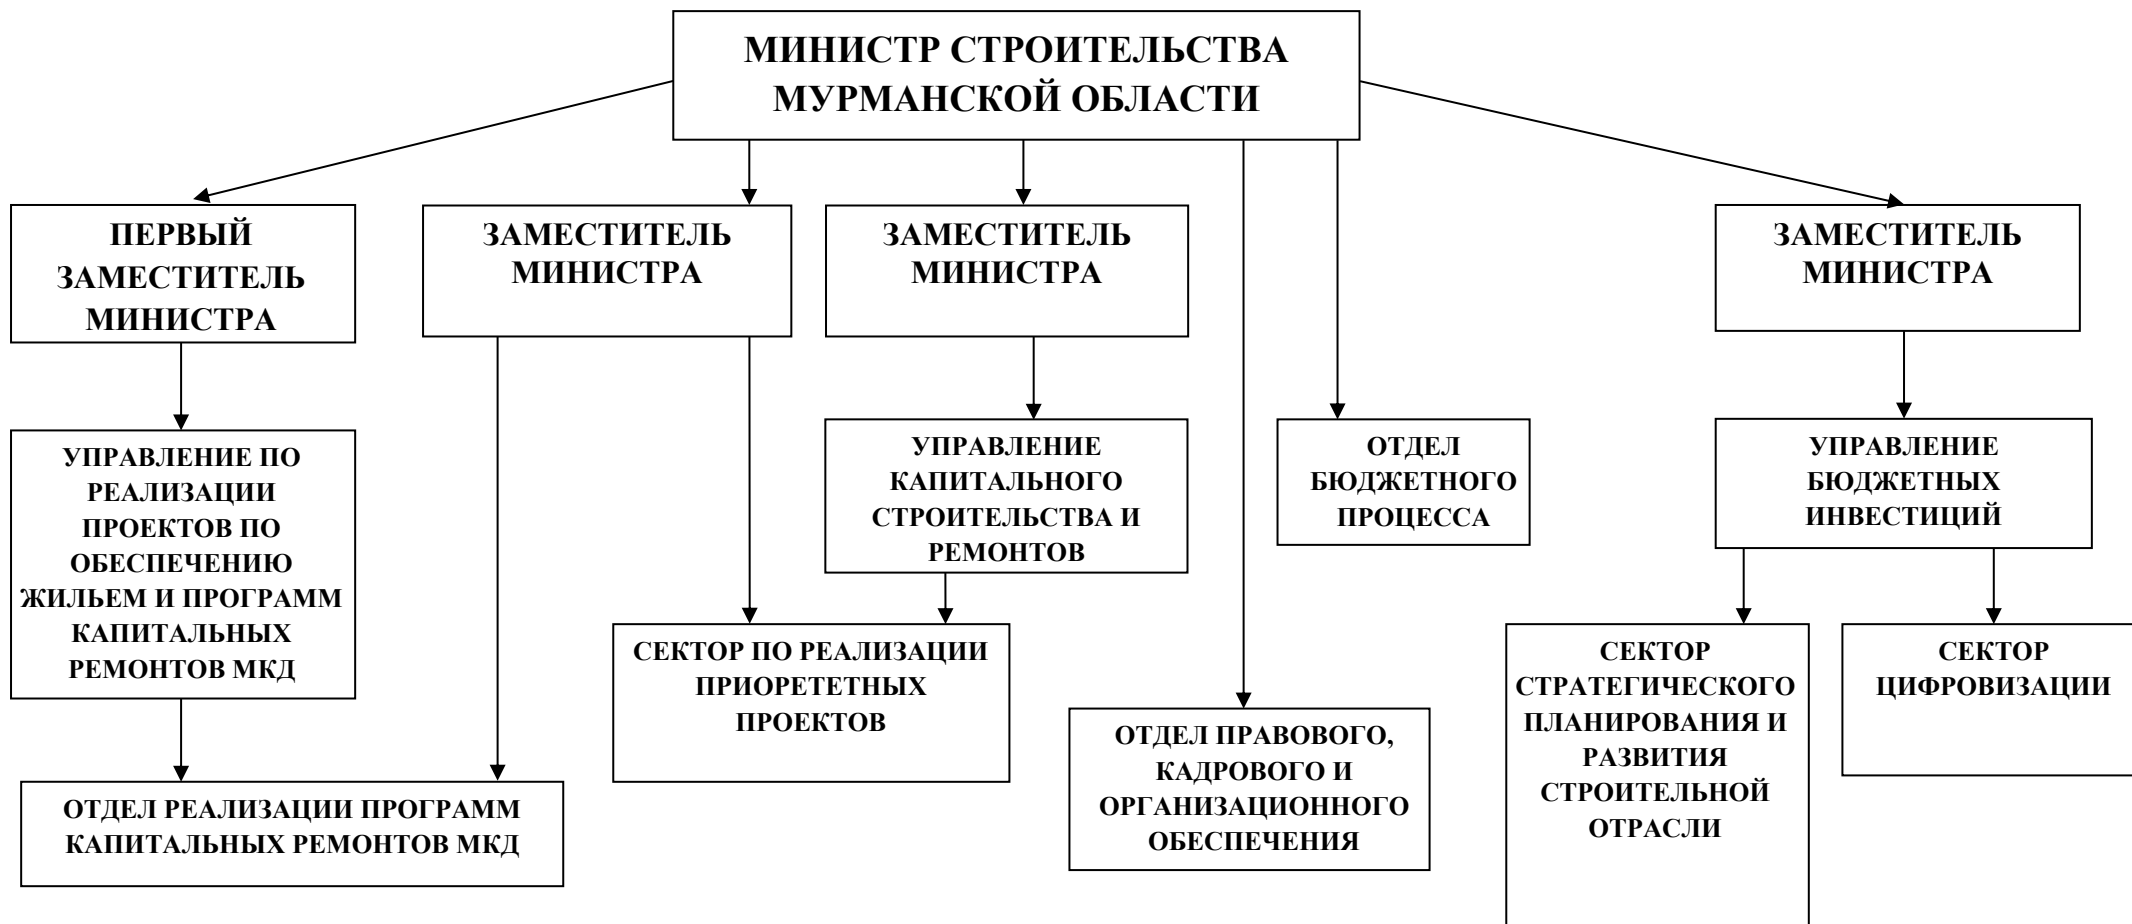 МИНИСТР СТРОИТЕЛЬСТВА
МУРМАНСКОЙ ОБЛАСТИ
ПЕРВЫЙ
ЗАМЕСТИТЕЛЬ
МИНИСТРА
ЗАМЕСТИТЕЛЬ
МИНИСТРА
ЗАМЕСТИТЕЛЬ
МИНИСТРА
ЗАМЕСТИТЕЛЬ
МИНИСТРА
УПРАВЛЕНИЕ ПО
РЕАЛИЗАЦИИ
ПРОЕКТОВ ПО
ОБЕСПЕЧЕНИЮ
ЖИЛЬЕМ И ПРОГРАММ
КАПИТАЛЬНЫХ
РЕМОНТОВ МКД
УПРАВЛЕНИЕ
КАПИТАЛЬНОГО
СТРОИТЕЛЬСТВА И
РЕМОНТОВ
ОТДЕЛ
БЮДЖЕТНОГО
ПРОЦЕССА
УПРАВЛЕНИЕ
БЮДЖЕТНЫХ
ИНВЕСТИЦИЙ
СЕКТОР ПО РЕАЛИЗАЦИИ
ПРИОРЕТЕТНЫХ
ПРОЕКТОВ
СЕКТОР
СТРАТЕГИЧЕСКОГО
ПЛАНИРОВАНИЯ И
РАЗВИТИЯ
СТРОИТЕЛЬНОЙ
ОТРАСЛИ
СЕКТОР
ЦИФРОВИЗАЦИИ
ОТДЕЛ ПРАВОВОГО,
КАДРОВОГО И
ОРГАНИЗАЦИОННОГО
ОБЕСПЕЧЕНИЯ
ОТДЕЛ РЕАЛИЗАЦИИ ПРОГРАММ
КАПИТАЛЬНЫХ РЕМОНТОВ МКД